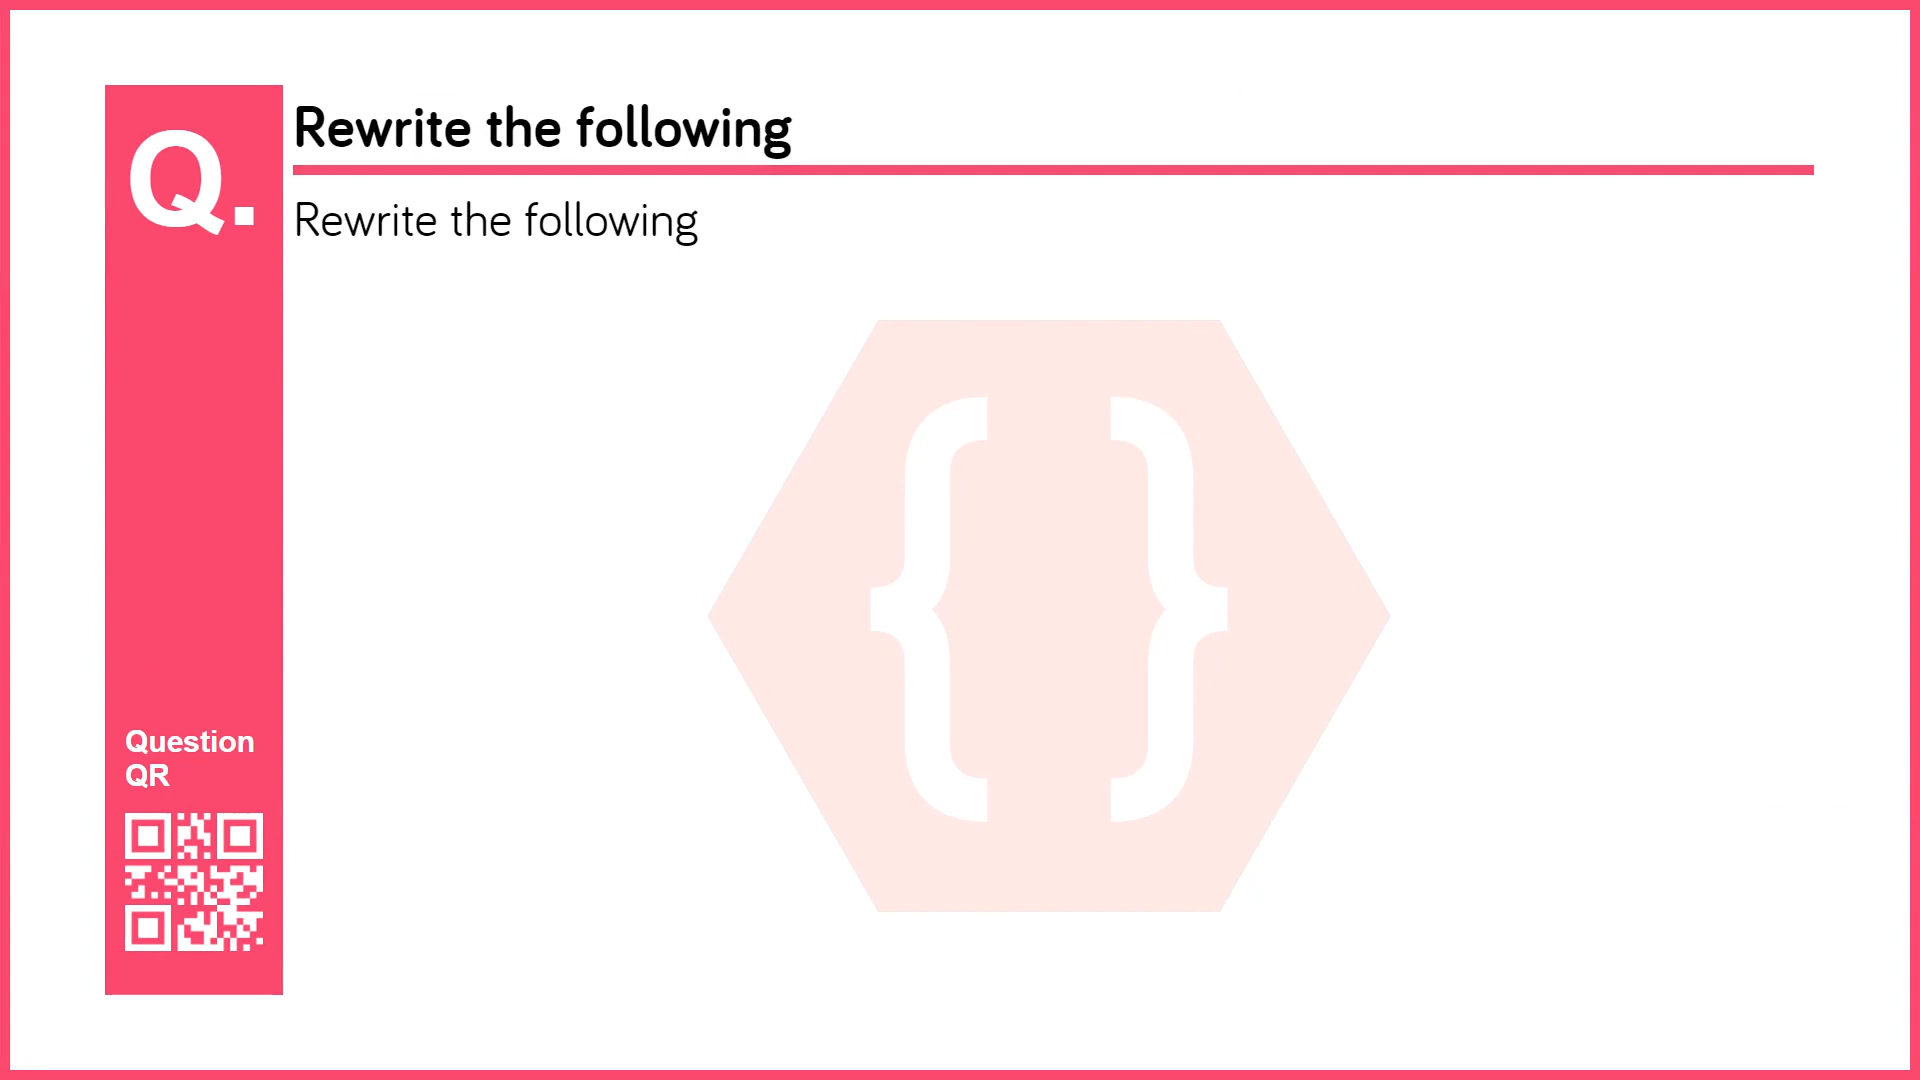 Q.
Rewrite the following
Rewrite the following
{ }
Question
QR